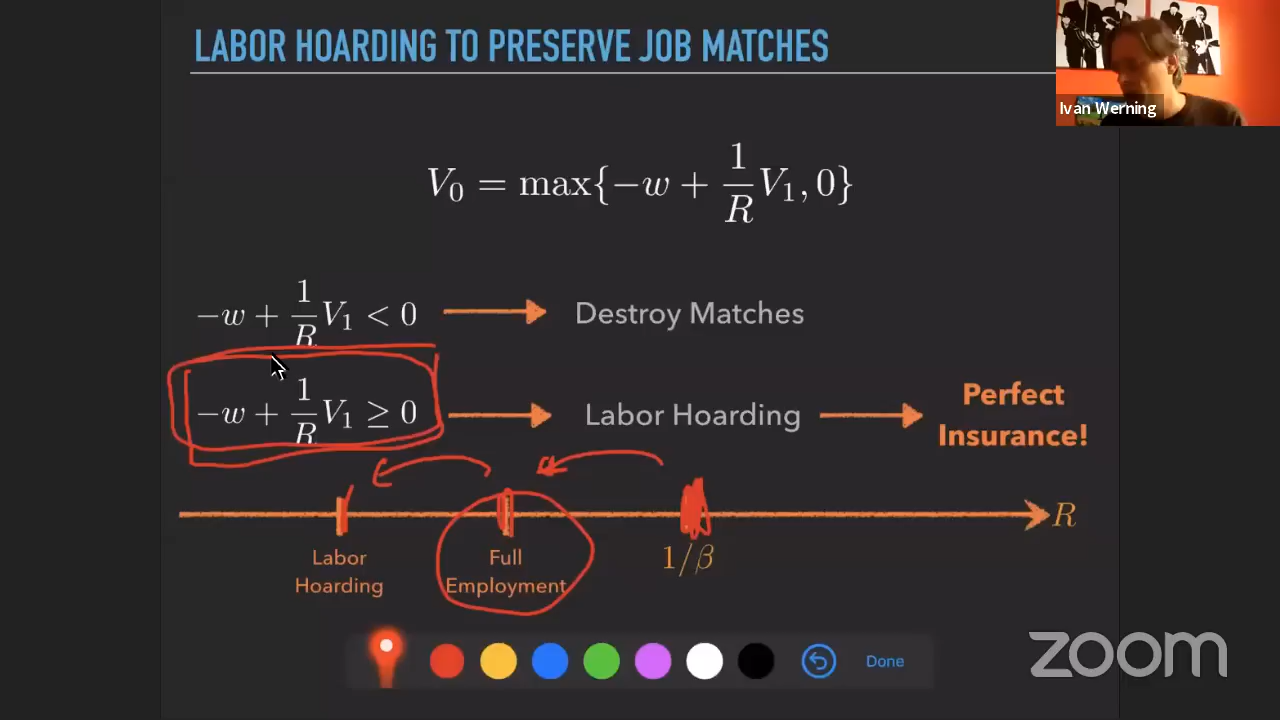 LABOR HOARDING TO PRESERVE JOB MATCHES
Ivan Werning
V₀ = max{−w + 1/R V₁, 0}
−w + 1/R V₁ < 0
Destroy Matches
−w + 1/R V₁ ≥ 0
Labor Hoarding
Perfect
Insurance!
R
Labor
Hoarding
Full
Employment
1/β
Done
zoom